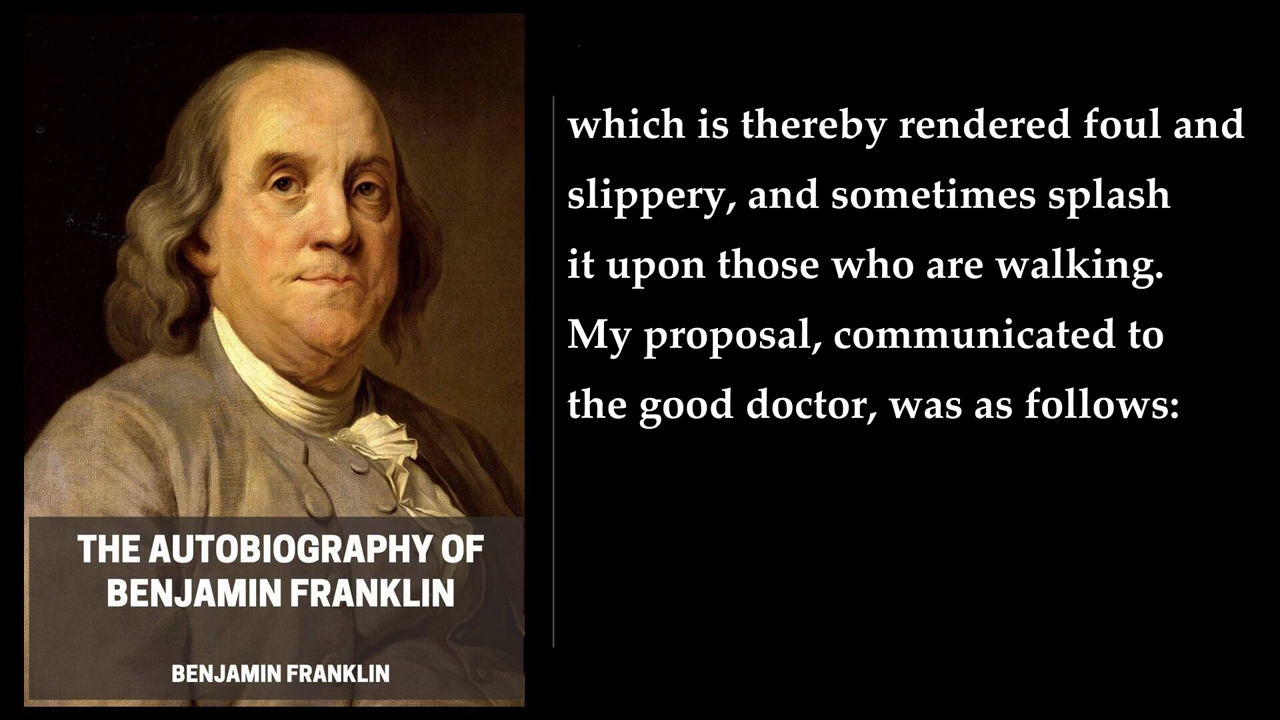 which is thereby rendered foul and
slippery, and sometimes splash
it upon those who are walking.
My proposal, communicated to
the good doctor, was as follows:
THE AUTOBIOGRAPHY OF
BENJAMIN FRANKLIN
BENJAMIN FRANKLIN